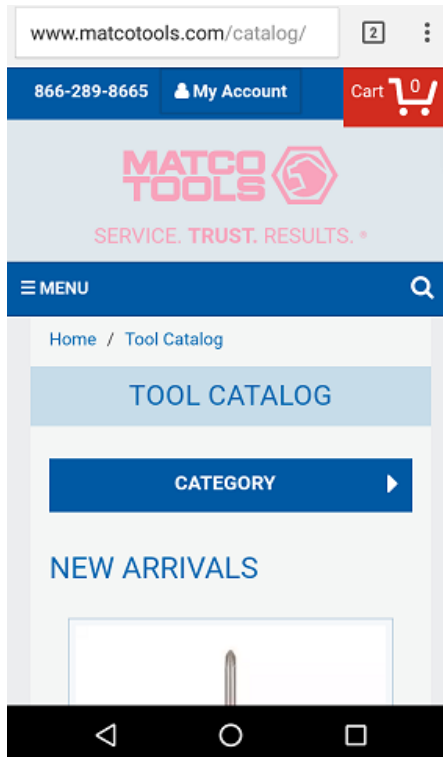 www.matcotools.com/catalog/ 2
866-289-8665 My Account Cart 0
MATCO
TOOLS
SERVICE. TRUST. RESULTS. ®
MENU
Home / Tool Catalog
TOOL CATALOG
CATEGORY
NEW ARRIVALS